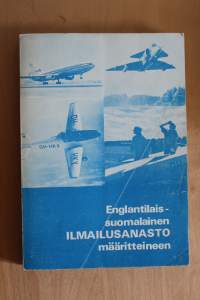 Englantilais-
suomalainen
ILMAILUSANASTO
määritteineen